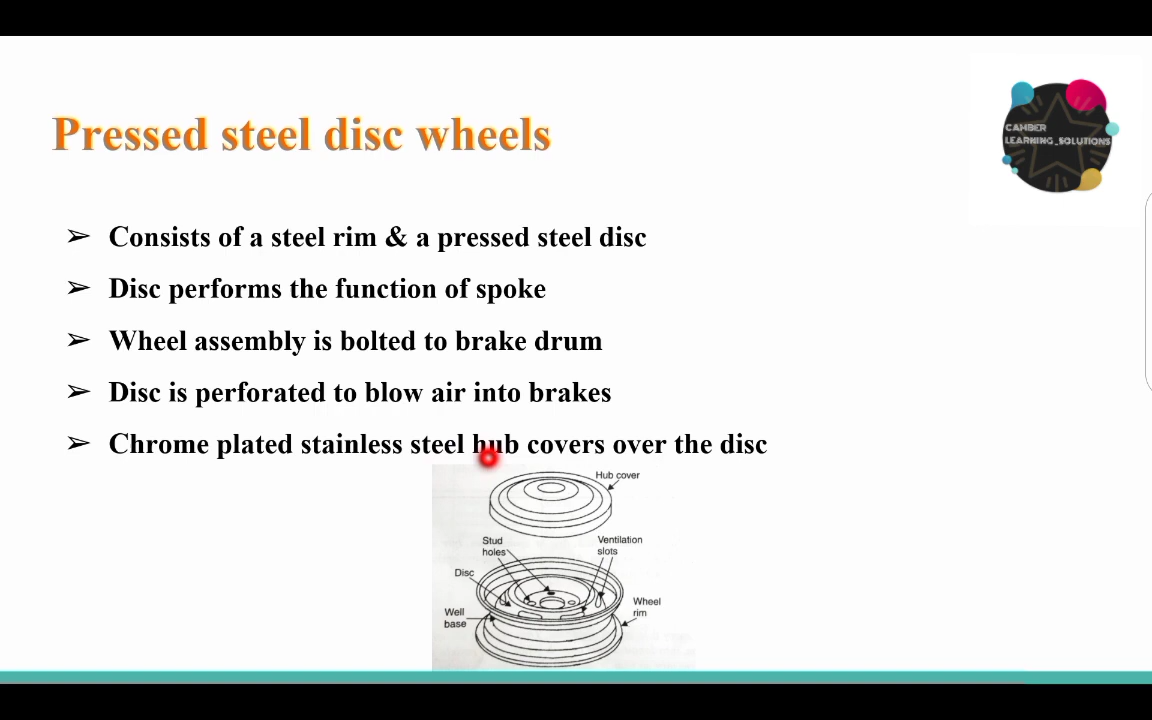 CAMBER
LEARNING_SOLUTIONS
Pressed steel disc wheels
➢ Consists of a steel rim & a pressed steel disc
➢ Disc performs the function of spoke
➢ Wheel assembly is bolted to brake drum
➢ Disc is perforated to blow air into brakes
➢ Chrome plated stainless steel hub covers over the disc
Hub cover
Stud
holes
Ventilation
slots
Disc
Well
base
Wheel
rim